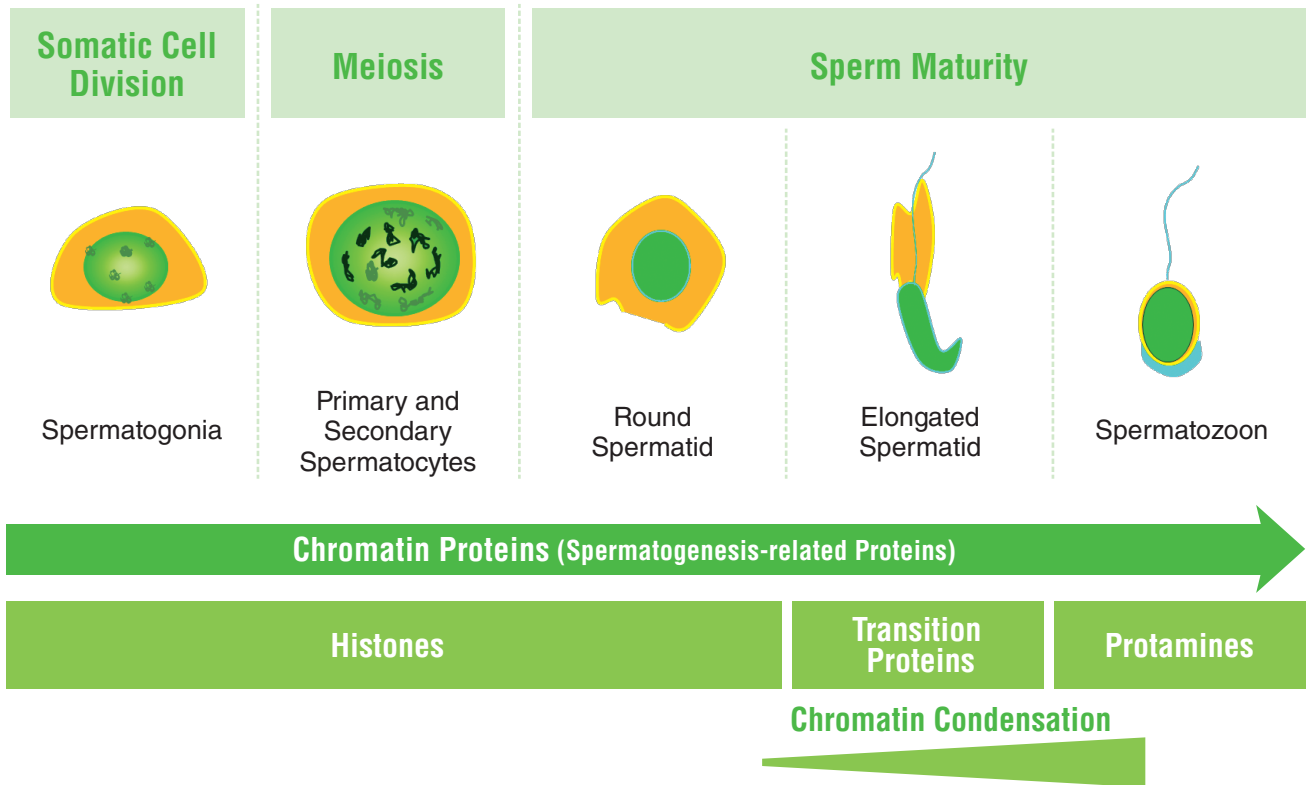 Somatic Cell
Division
Meiosis
Sperm Maturity
Spermatogonia
Primary and
Secondary
Spermatocytes
Round
Spermatid
Elongated
Spermatid
Spermatozoon
Chromatin Proteins (Spermatogenesis-related Proteins)
Histones
Transition
Proteins
Protamines
Chromatin Condensation